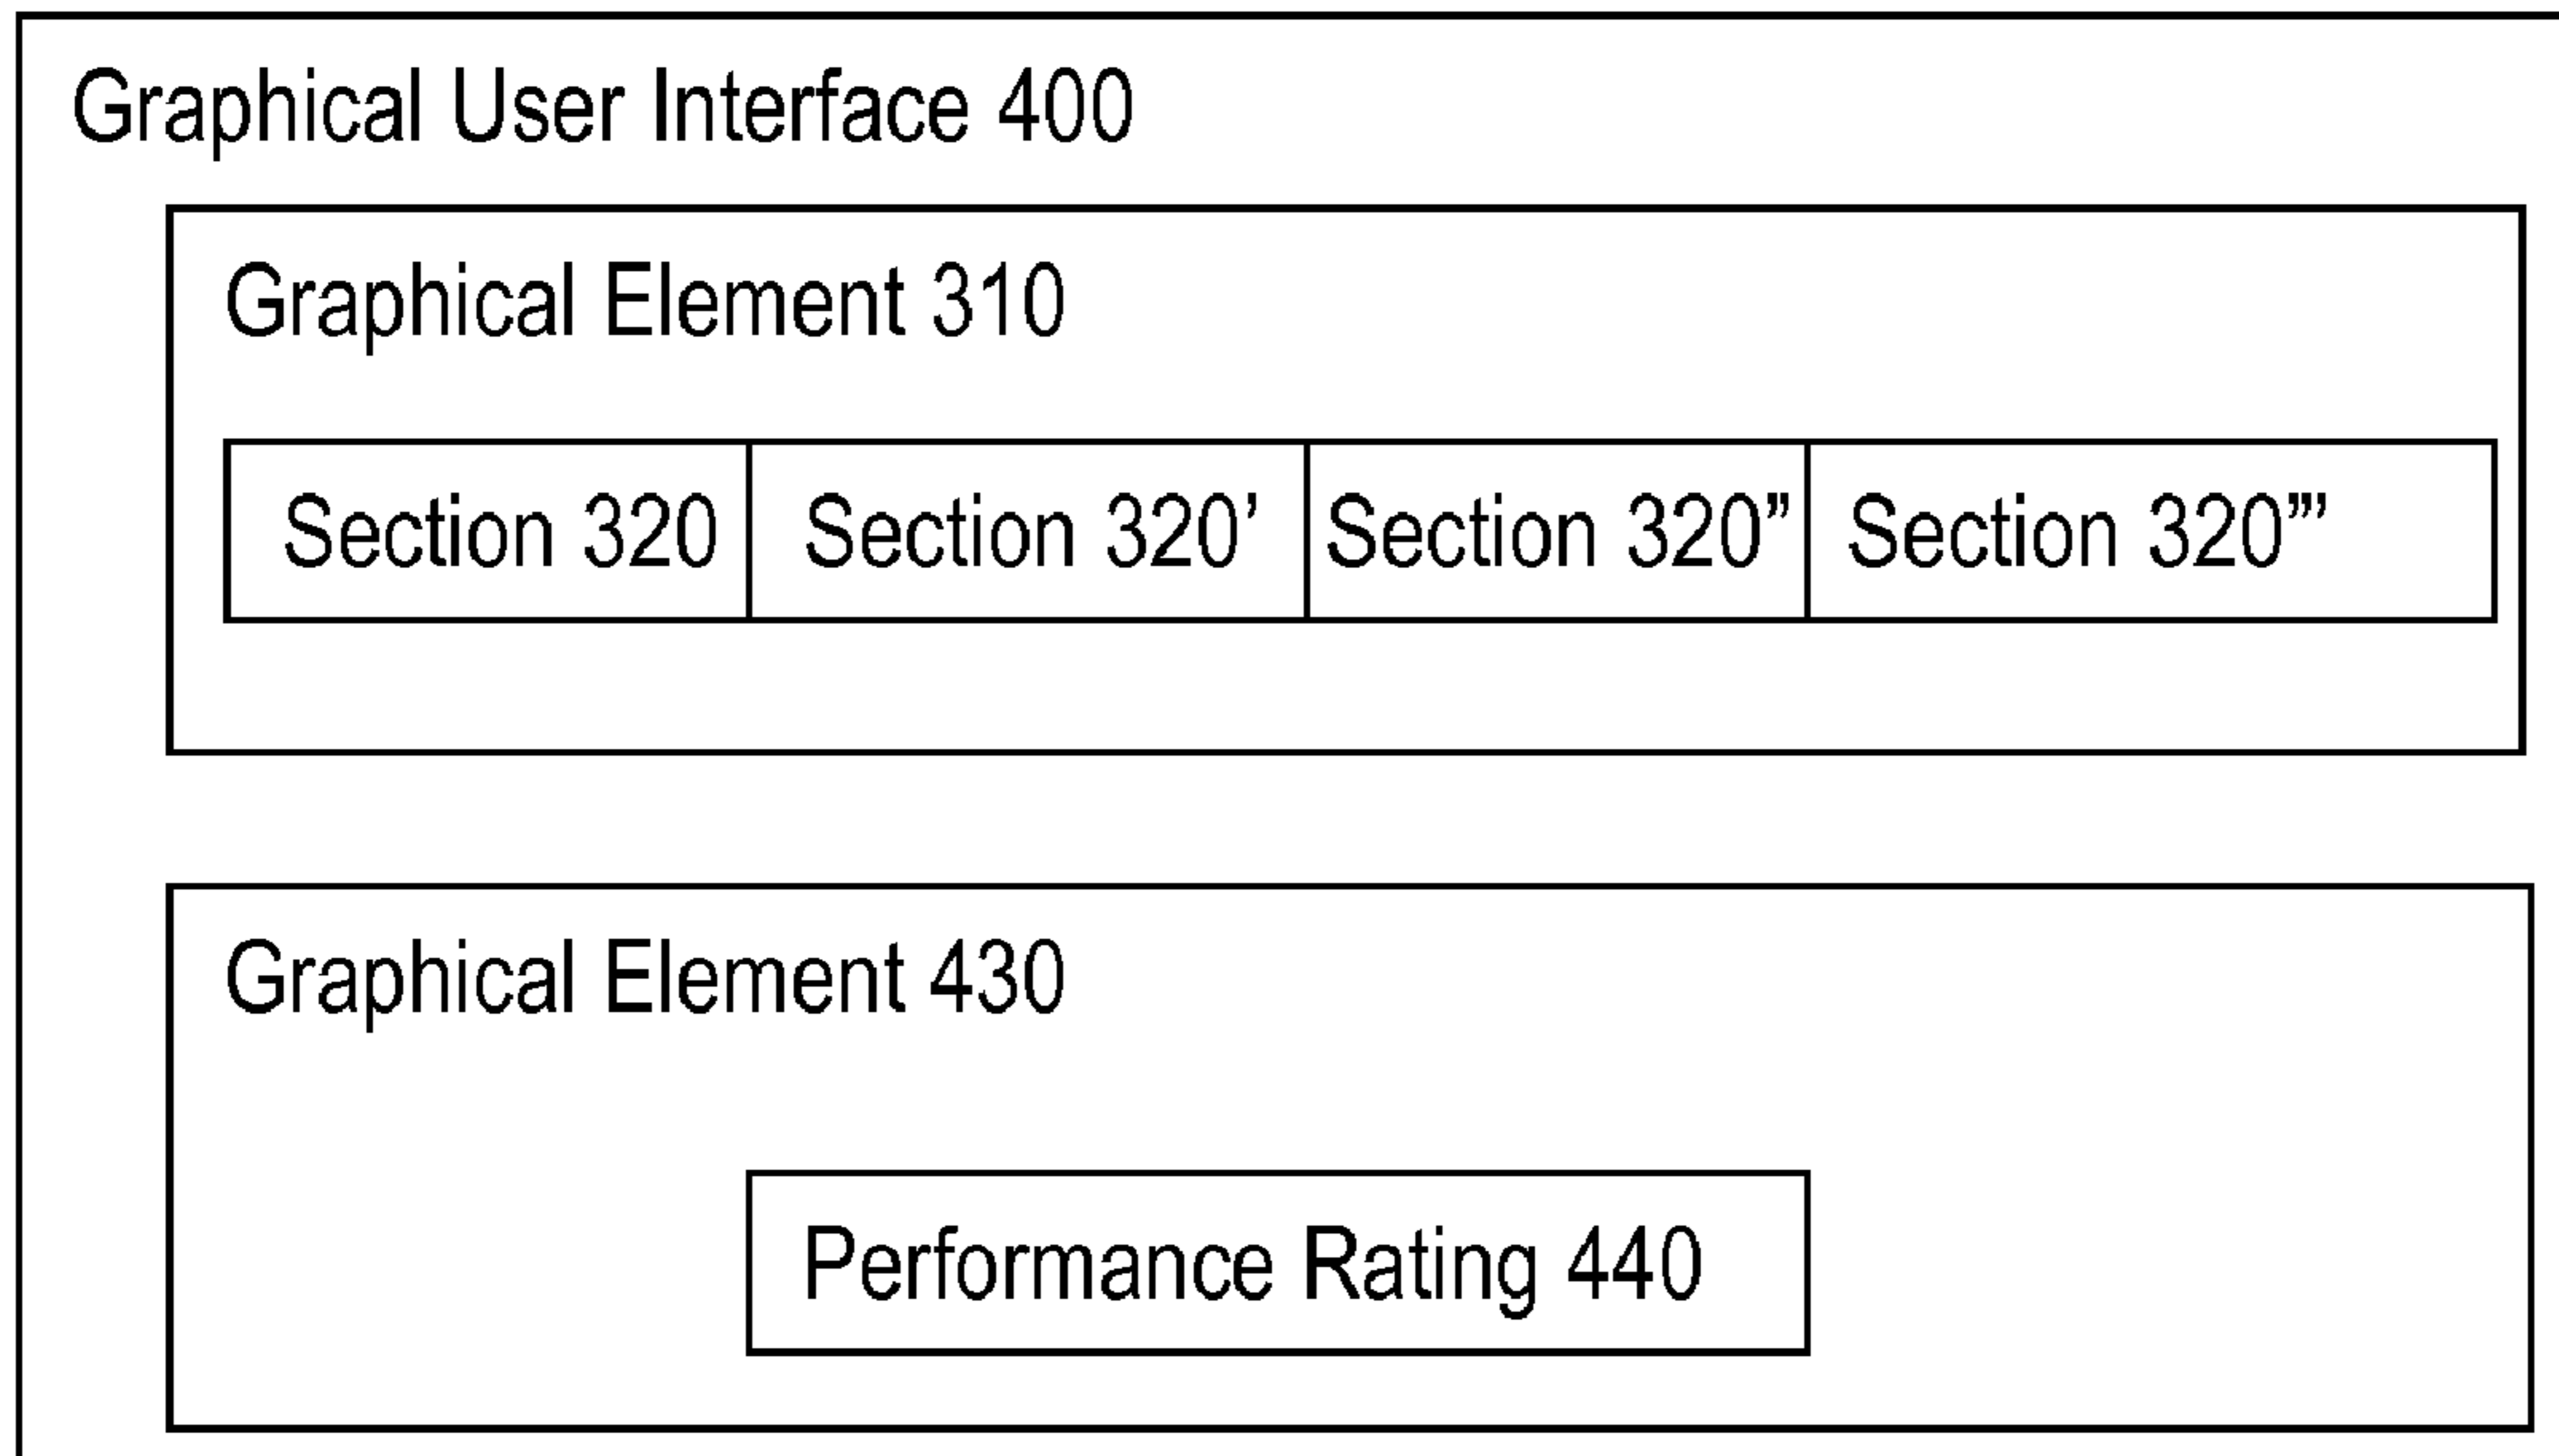 Graphical User Interface 400
Graphical Element 310
Section 320 Section 320’ Section 320” Section 320”’
Graphical Element 430
Performance Rating 440